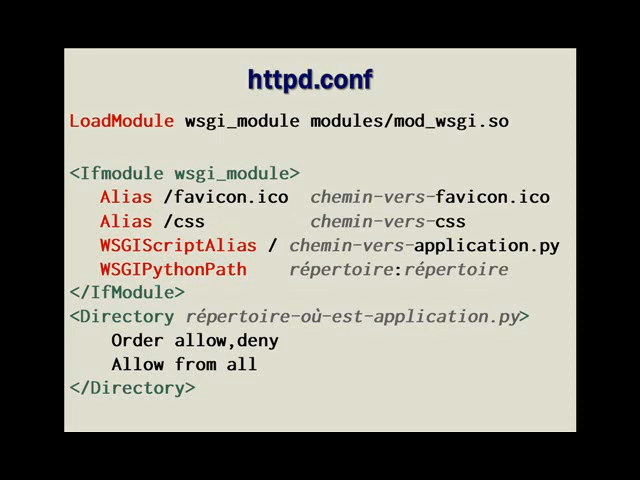 httpd.conf
LoadModule wsgi_module modules/mod_wsgi.so
<Ifmodule wsgi_module>
Alias /favicon.ico chemin-vers-favicon.ico
Alias /css chemin-vers-css
WSGIScriptAlias / chemin-vers-application.py
WSGIPythonPath répertoire:répertoire
</IfModule>
<Directory répertoire-où-est-application.py>
Order allow,deny
Allow from all
</Directory>